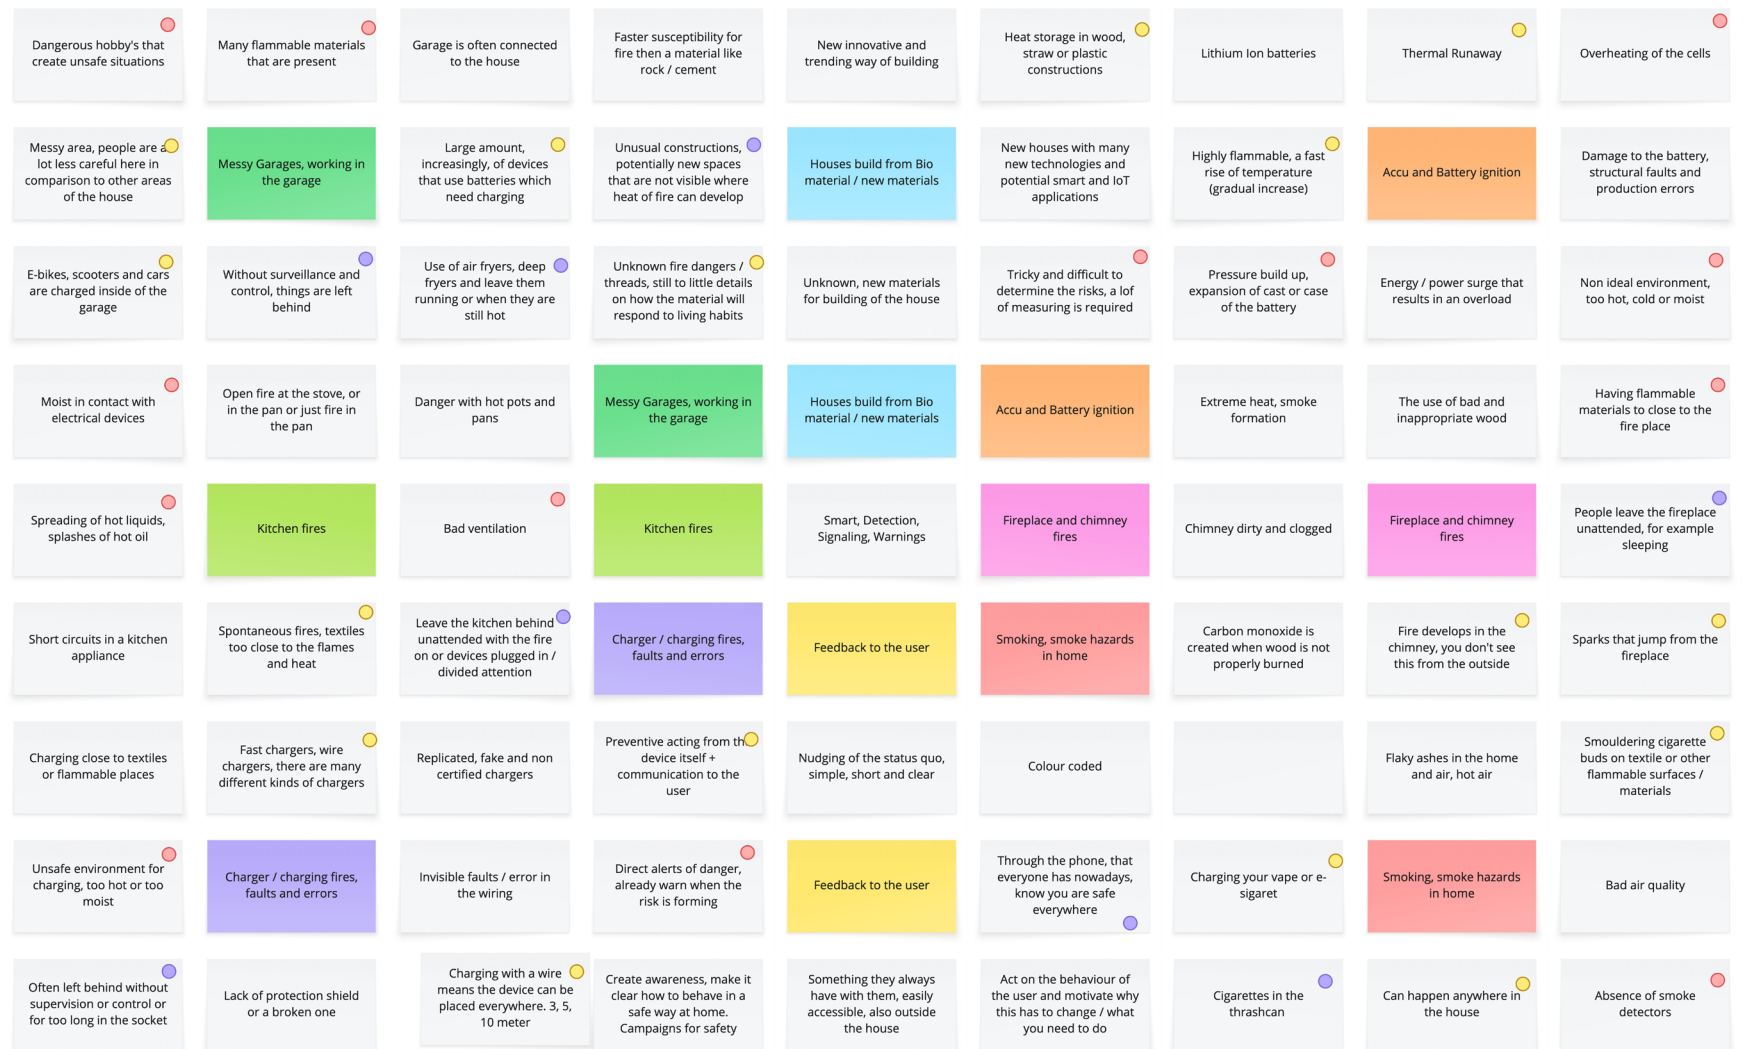 Dangerous hobby's that
create unsafe situations
Many flammable materials
that are present
Garage is often connected
to the house
Faster susceptibility for
fire then a material like
rock / cement
New innovative and
trending way of building
Heat storage in wood,
straw or plastic
constructions
Lithium Ion batteries
Thermal Runaway
Overheating of the cells
Messy area, people are a
lot less careful here in
comparison to other areas
of the house
Messy Garages, working in
the garage
Large amount,
increasingly, of devices
that use batteries which
need charging
Unusual constructions,
potentially new spaces
that are not visible where
heat of fire can develop
Houses build from Bio
material / new materials
New houses with many
new technologies and
potential smart and IoT
applications
Highly flammable, a fast
rise of temperature
(gradual increase)
Accu and Battery ignition
Damage to the battery,
structural faults and
production errors
E-bikes, scooters and cars
are charged inside of the
garage
Without surveillance and
control, things are left
behind
Use of air fryers, deep
fryers and leave them
running or when they are
still hot
Unknown fire dangers /
threads, still to little details
on how the material will
respond to living habits
Unknown, new materials
for building of the house
Tricky and difficult to
determine the risks, a lof
of measuring is required
Pressure build up,
expansion of cast or case
of the battery
Energy / power surge that
results in an overload
Non ideal environment,
too hot, cold or moist
Moist in contact with
electrical devices
Open fire at the stove, or
in the pan or just fire in
the pan
Danger with hot pots and
pans
Messy Garages, working in
the garage
Houses build from Bio
material / new materials
Accu and Battery ignition
Extreme heat, smoke
formation
The use of bad and
inappropriate wood
Having flammable
materials to close to the
fire place
Spreading of hot liquids,
splashes of hot oil
Kitchen fires
Bad ventilation
Kitchen fires
Smart, Detection,
Signaling, Warnings
Fireplace and chimney
fires
Chimney dirty and clogged
Fireplace and chimney
fires
People leave the fireplace
unattended, for example
sleeping
Short circuits in a kitchen
appliance
Spontaneous fires, textiles
too close to the flames
and heat
Leave the kitchen behind
unattended with the fire
on or devices plugged in /
divided attention
Charger / charging fires,
faults and errors
Feedback to the user
Smoking, smoke hazards
in home
Carbon monoxide is
created when wood is not
properly burned
Fire develops in the
chimney, you don't see
this from the outside
Sparks that jump from the
fireplace
Charging close to textiles
or flammable places
Fast chargers, wire
chargers, there are many
different kinds of chargers
Replicated, fake and non
certified chargers
Preventive acting from the
device itself +
communication to the
user
Nudging of the status quo,
simple, short and clear
Colour coded
Flaky ashes in the home
and air, hot air
Smouldering cigarette
buds on textile or other
flammable surfaces /
materials
Unsafe environment for
charging, too hot or too
moist
Charger / charging fires,
faults and errors
Invisible faults / error in
the wiring
Direct alerts of danger,
already warn when the
risk is forming
Feedback to the user
Through the phone, that
everyone has nowadays,
know you are safe
everywhere
Charging your vape or e-
sigaret
Smoking, smoke hazards
in home
Bad air quality
Often left behind without
supervision or control or
for too long in the socket
Lack of protection shield
or a broken one
Charging with a wire
means the device can be
placed everywhere. 3, 5,
10 meter
Create awareness, make it
clear how to behave in a
safe way at home.
Campaigns for safety
Something they always
have with them, easily
accessible, also outside
the house
Act on the behaviour of
the user and motivate why
this has to change / what
you need to do
Cigarettes in the
thrashcan
Can happen anywhere in
the house
Absence of smoke
detectors